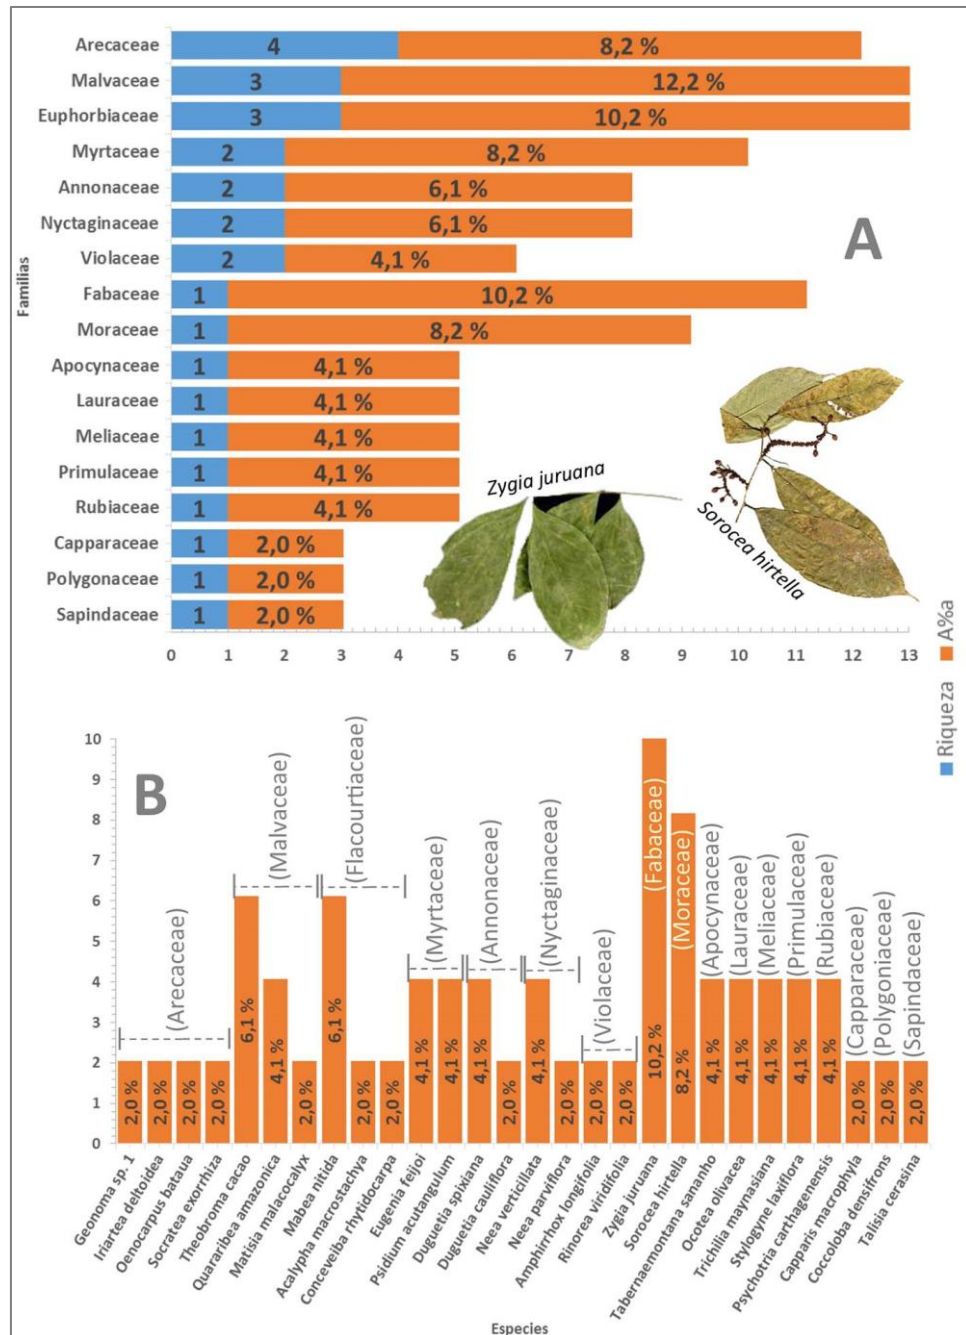 Familias
A
Arecaceae 4 8,2 %
Malvaceae 3 12,2 %
Euphorbiaceae 3 10,2 %
Myrtaceae 2 8,2 %
Annonaceae 2 6,1 %
Nyctaginaceae 2 6,1 %
Violaceae 2 4,1 %
Fabaceae 1 10,2 %
Moraceae 1 8,2 %
Apocynaceae 1 4,1 %
Lauraceae 1 4,1 %
Meliaceae 1 4,1 %
Primulaceae 1 4,1 %
Rubiaceae 1 4,1 %
Capparaceae 1 2,0 %
Polygonaceae 1 2,0 %
Sapindaceae 1 2,0 %
Zygia juruana
Sorocea hirtella
0 1 2 3 4 5 6 7 8 9 10 11 12 13
A%a
Riqueza
B
10
9
8
7
6
5
4
3
2
1
0
(Arecaceae)
(Malvaceae)
(Flacourtiaceae)
(Myrtaceae)
(Annonaceae)
(Nyctaginaceae)
(Violaceae)
(Fabaceae)
(Moraceae)
(Apocynaceae)
(Lauraceae)
(Meliaceae)
(Primulaceae)
(Rubiaceae)
(Capparaceae)
(Polygoniaceae)
(Sapindaceae)
2,0 %
2,0 %
2,0 %
2,0 %
6,1 %
4,1 %
2,0 %
6,1 %
2,0 %
2,0 %
4,1 %
4,1 %
4,1 %
2,0 %
4,1 %
2,0 %
2,0 %
2,0 %
10,2 %
8,2 %
4,1 %
4,1 %
4,1 %
4,1 %
4,1 %
2,0 %
2,0 %
2,0 %
Geonoma sp. 1
Iriartea deltoidea
Oenocarpus bataua
Socratea exorrhiza
Theobroma cacao
Quararibea amazonica
Matisia malacocalyx
Mabea nitida
Acalypha macrostachya
Conceveiba rhytidocarpa
Eugenia feijoi
Psidium acutangulum
Duguetia spixiana
Duguetia cauliflora
Neea verticillata
Neea parviflora
Amphirrhox longifolia
Rinorea viridifolia
Zygia juruana
Sorocea hirtella
Tabernaemontana sananho
Ocotea olivacea
Trichilia maynasiana
Stylogyne laxiflora
Psychotria carthagenensis
Capparis macrophyla
Coccoloba densifrons
Talisia cerasina
Especies